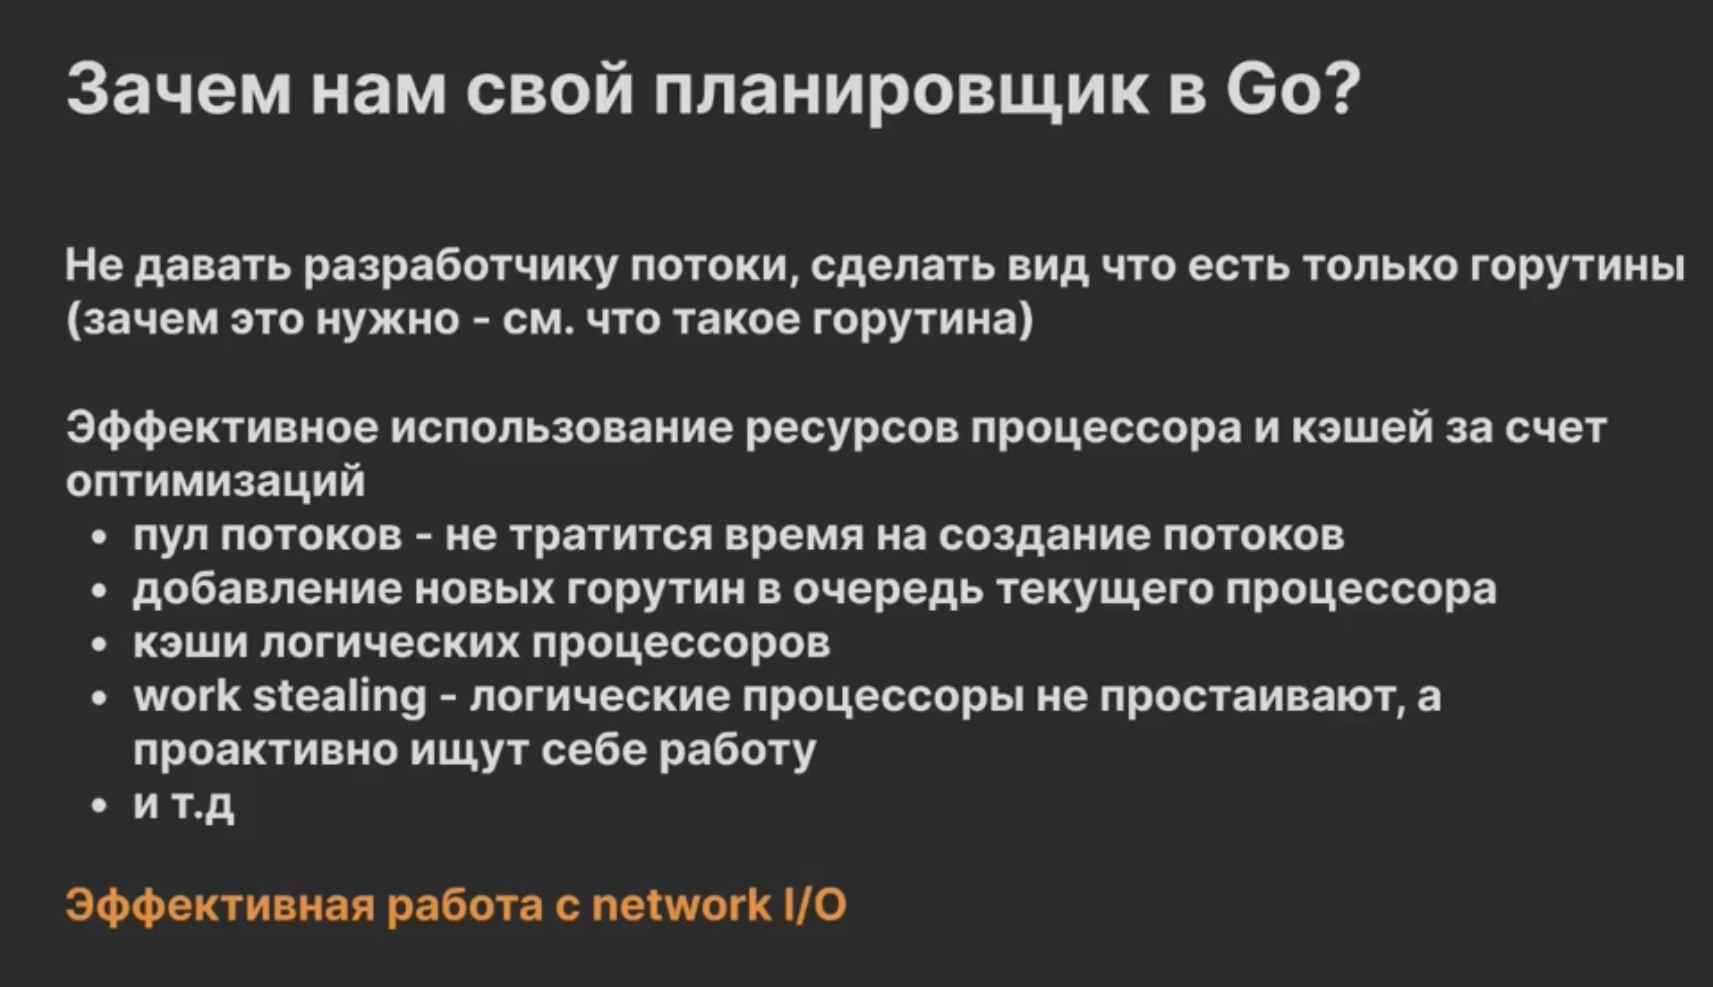 Зачем нам свой планировщик в Go?
Не давать разработчику потоки, сделать вид что есть только горутины
(зачем это нужно - см. что такое горутина)
Эффективное использование ресурсов процессора и кэшей за счет
оптимизаций
• пул потоков - не тратится время на создание потоков
• добавление новых горутин в очередь текущего процессора
• кэши логических процессоров
• work stealing - логические процессоры не простаивают, а
проактивно ищут себе работу
• и т.д
Эффективная работа с network I/O